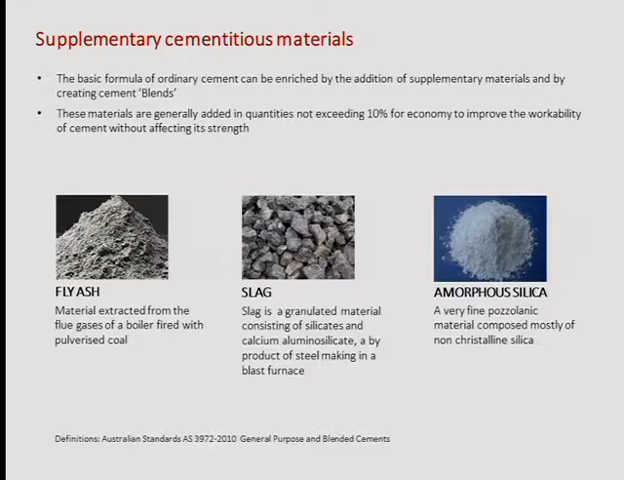 Supplementary cementitious materials
• The basic formula of ordinary cement can be enriched by the addition of supplementary materials and by
creating cement 'Blends'
• These materials are generally added in quantities not exceeding 10% for economy to improve the workability
of cement without affecting its strength
FLY ASH
Material extracted from the
flue gases of a boiler fired with
pulverised coal
SLAG
Slag is a granulated material
consisting of silicates and
calcium aluminosilicate, a by
product of steel making in a
blast furnace
AMORPHOUS SILICA
A very fine pozzolanic
material composed mostly of
non christalline silica
Definitions: Australian Standards AS 3972-2010 General Purpose and Blended Cements